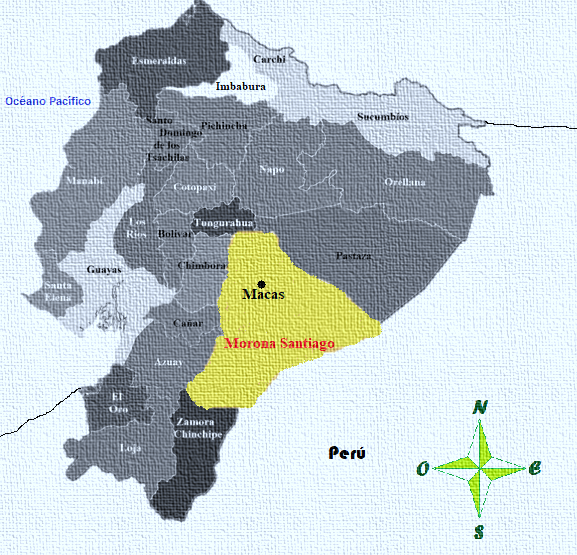 Carchi
Esmeraldas
Imbabura
Océano Pacífico
Sucumbíos
Santo
Domingo
de los
Tsáchilas
Pichincha
Napo
Manabí
Cotopaxi
Orellana
Los
Ríos
Bolívar
Tungurahua
Pastaza
Guayas
Chimbora
Santa
Elena
Macas
Cañar
Morona Santiago
Azuay
El
Oro
N
Zamora
Chinchipe
Loja
Perú
O
E
S